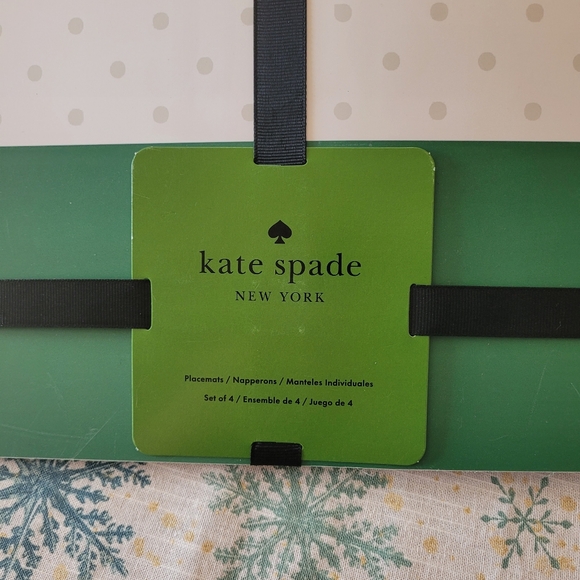 kate spade
NEW YORK
Placemats / Napperons / Manteles Individuales
Set of 4 / Ensemble de 4 / Juego de 4